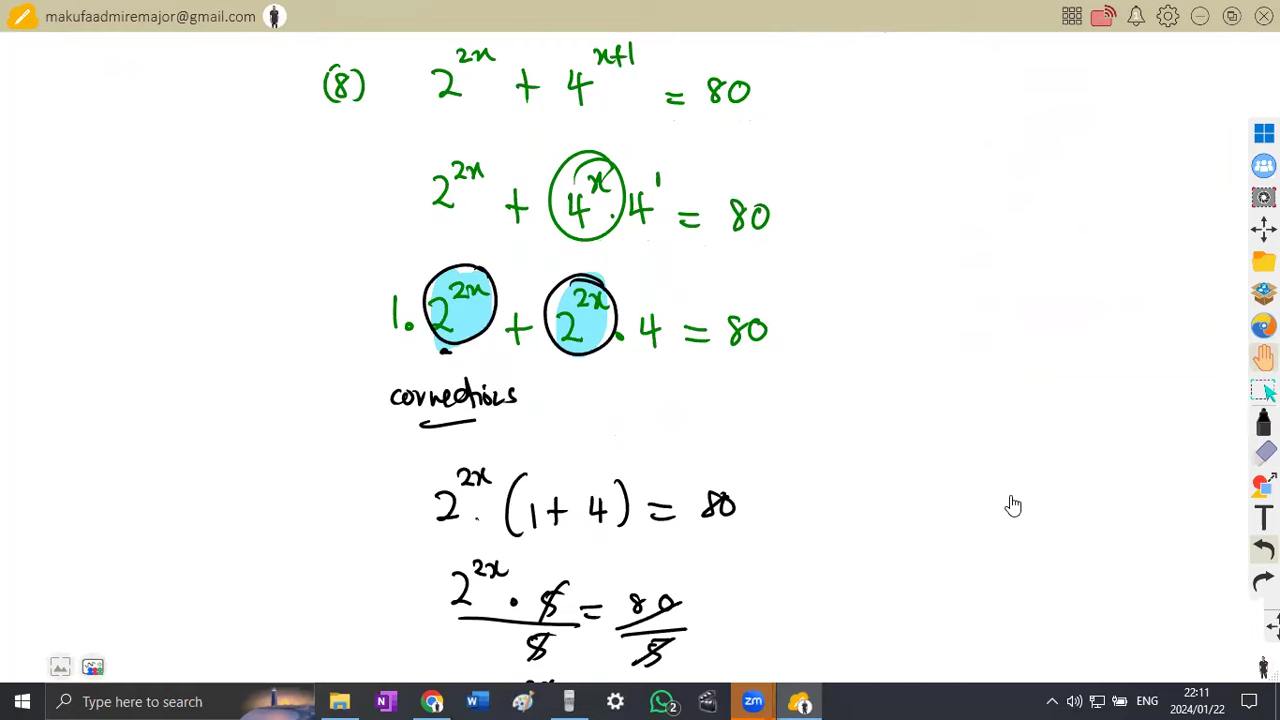 makufaadmiremajor@gmail.com
(8) 2^{2x} + 4^{x+1} = 80
2^{2x} + 4^x . 4^1 = 80
1. 2^{2x} + 2^{2x} . 4 = 80
corrections
2^{2x} . (1 + 4) = 80
2^{2x} . 5 / 5 = 80 / 5
Type here to search
2
zm
ENG
22:11
2024/01/22